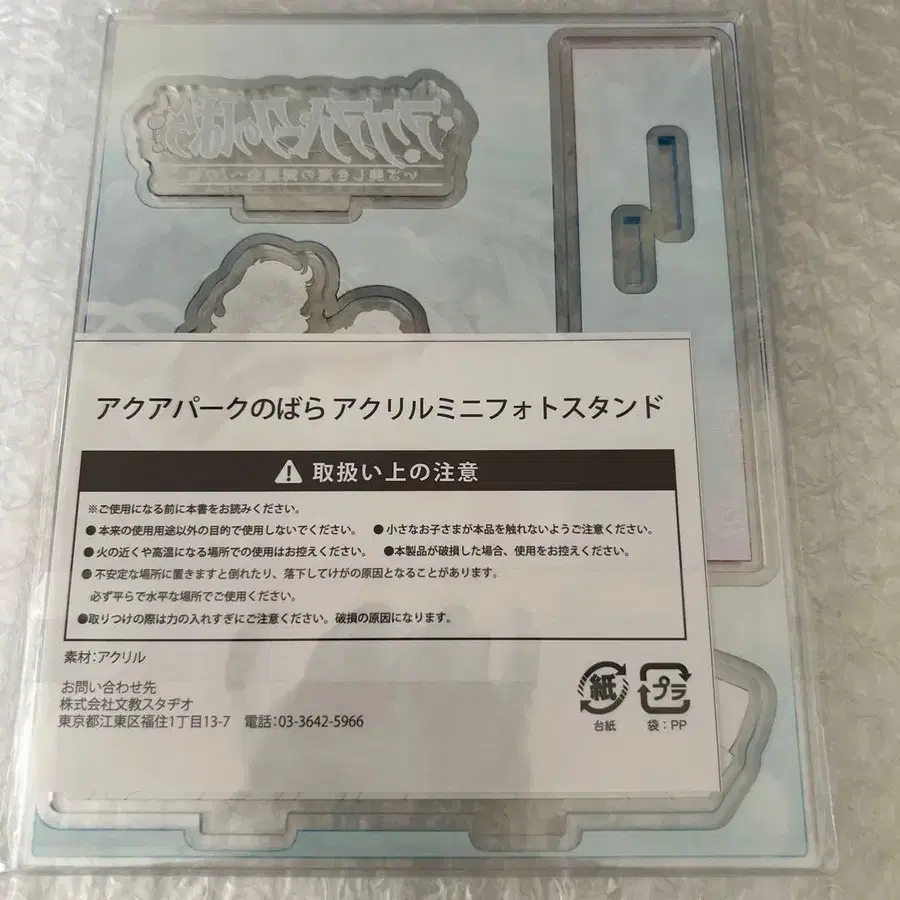 アクアパークのばら
アクアパークのばら アクリルミニフォトスタンド
取扱い上の注意
※ご使用になる前に本書をお読みください。
●本来の使用用途以外の目的で使用しないでください。 ●小さなお子さまが本品を触れないようご注意ください。
●火の近くや高温になる場所での使用はお控えください。 ●本製品が破損した場合、使用をお控えください。
●不安定な場所に置きますと倒れたり、落下してけがの原因となることがあります。
必ず平らで水平な場所でご使用ください。
●取りつけの際は力の入れすぎにご注意ください。破損の原因になります。
素材:アクリル
お問い合わせ先
株式会社文教スタヂオ
東京都江東区福住1丁目13-7 電話:03-3642-5966
紙
台紙
プラ
袋:PP